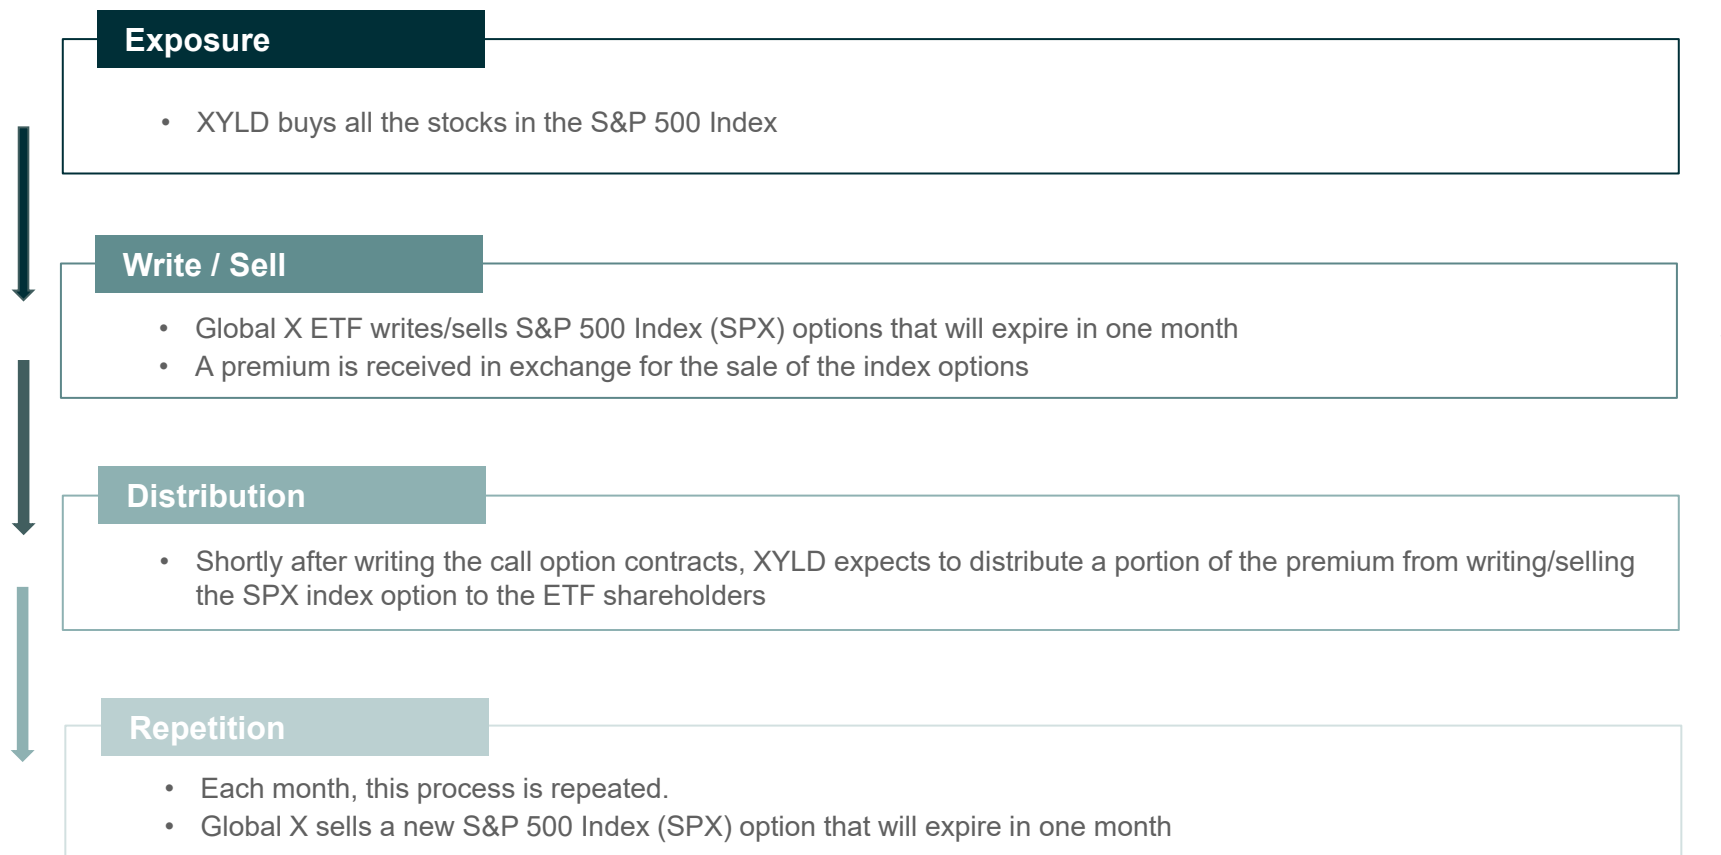 Exposure
• XYLD buys all the stocks in the S&P 500 Index
Write / Sell
• Global X ETF writes/sells S&P 500 Index (SPX) options that will expire in one month
• A premium is received in exchange for the sale of the index options
Distribution
• Shortly after writing the call option contracts, XYLD expects to distribute a portion of the premium from writing/selling
the SPX index option to the ETF shareholders
Repetition
• Each month, this process is repeated.
• Global X sells a new S&P 500 Index (SPX) option that will expire in one month